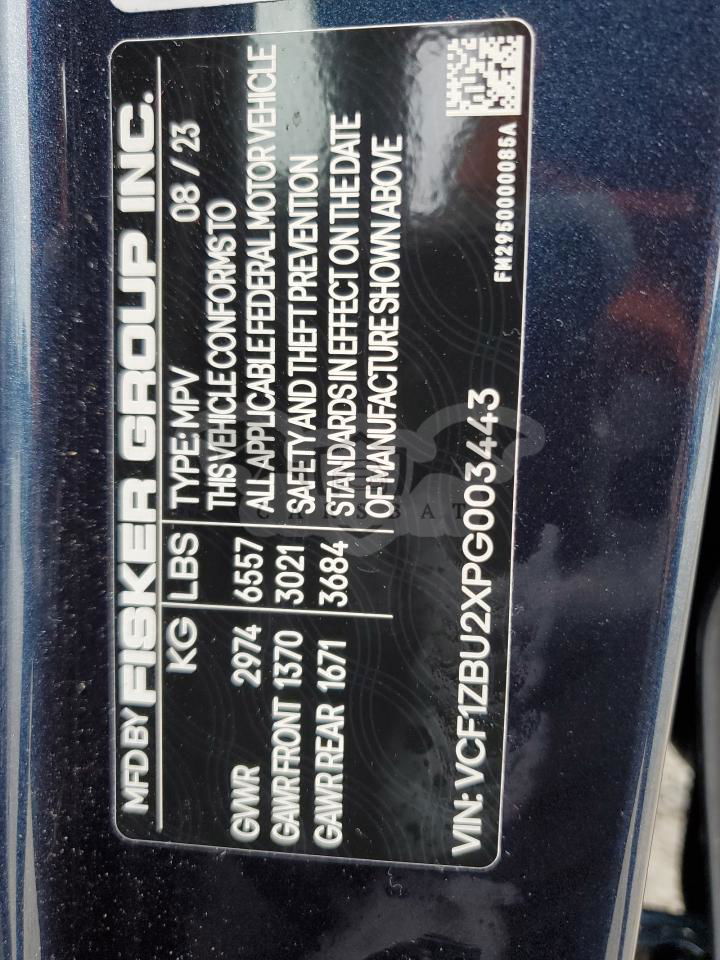 MFD BY FISKER GROUP INC.
KG LBS TYPE: MPV 08 / 23
GVWR 2974 6557
GAWR FRONT 1370 3021
GAWR REAR 1671 3684
THIS VEHICLE CONFORMS TO
ALL APPLICABLE FEDERAL MOTOR VEHICLE
SAFETY AND THEFT PREVENTION
STANDARDS IN EFFECT ON THE DATE
OF MANUFACTURE SHOWN ABOVE
VIN: VCF1ZBU2XPG003443
FM2950000085A